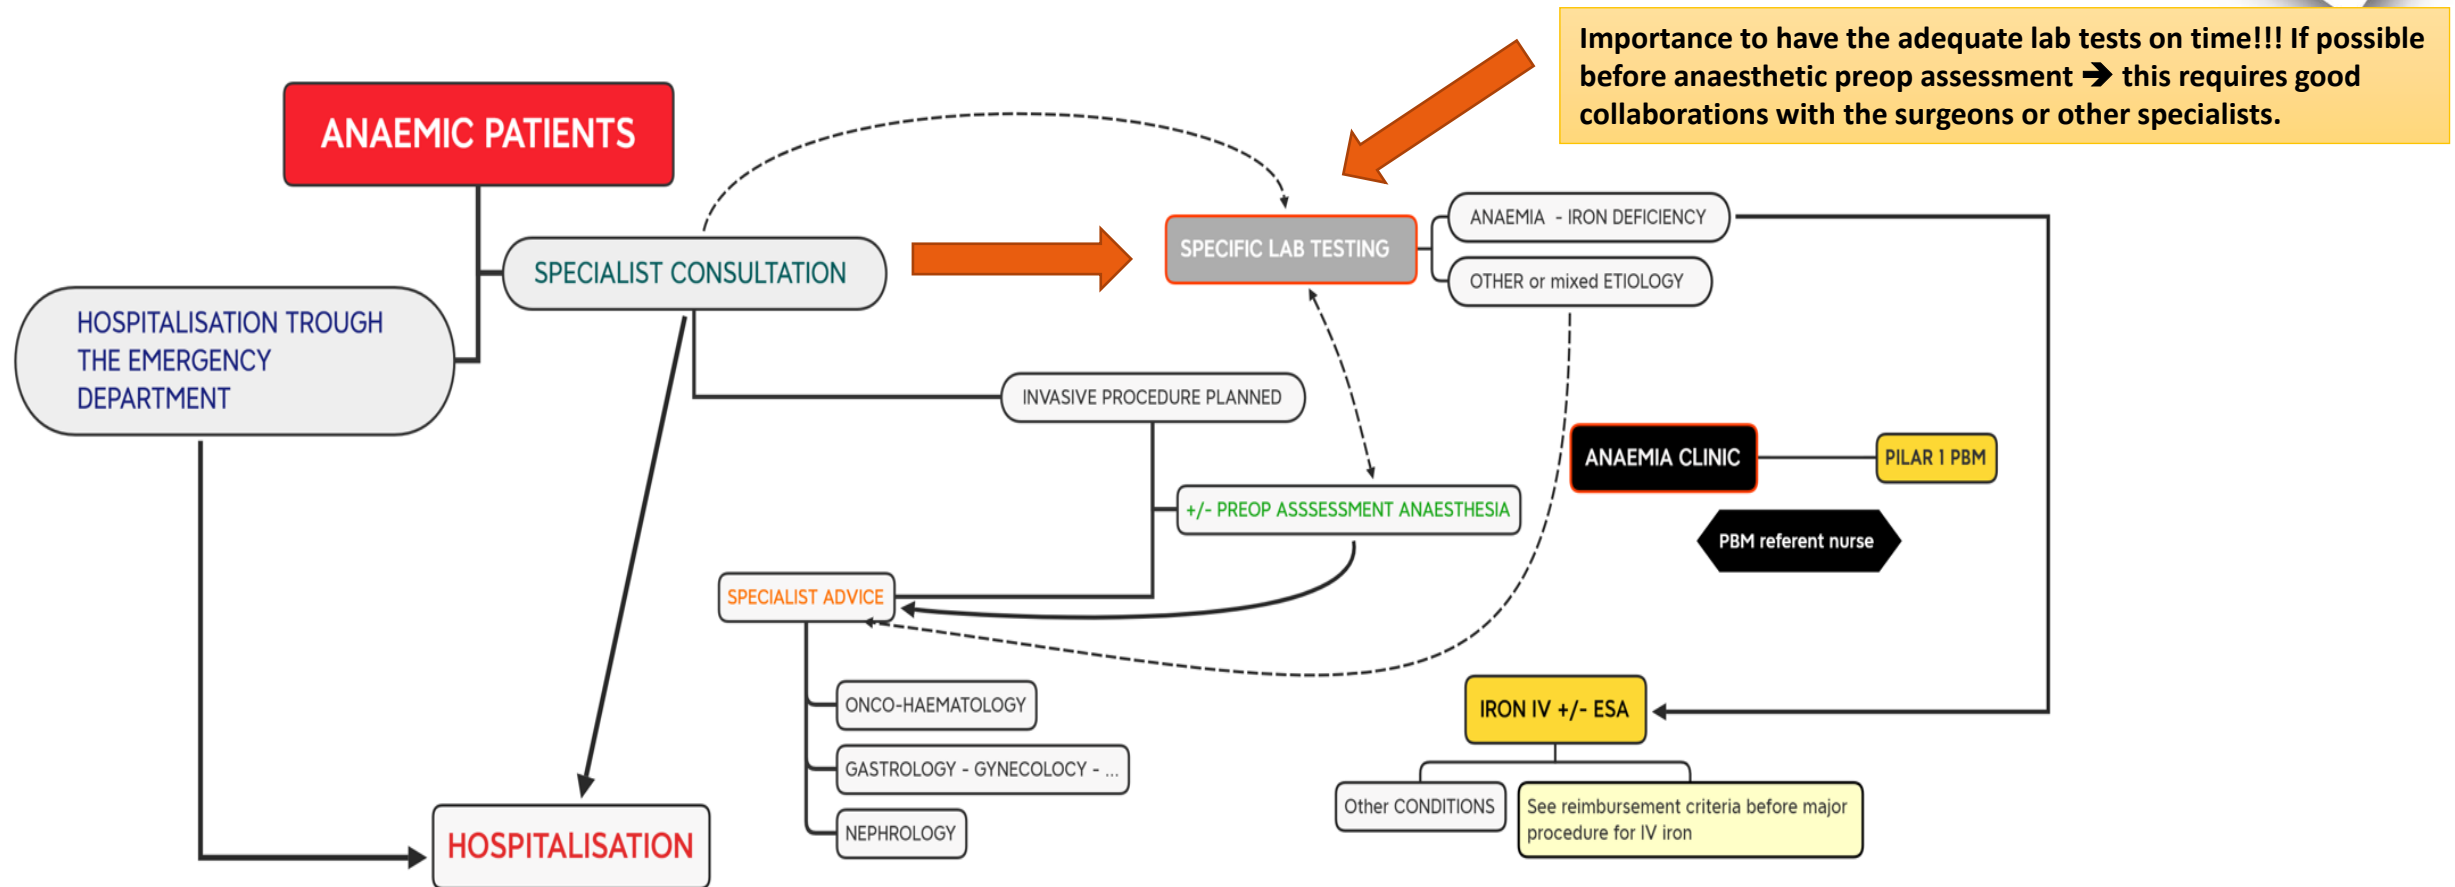 Importance to have the adequate lab tests on time!!! If possible
before anaesthetic preop assessment ➔ this requires good
collaborations with the surgeons or other specialists.
ANAEMIC PATIENTS
SPECIALIST CONSULTATION
HOSPITALISATION TROUGH
THE EMERGENCY
DEPARTMENT
SPECIFIC LAB TESTING
ANAEMIA - IRON DEFICIENCY
OTHER or mixed ETIOLOGY
INVASIVE PROCEDURE PLANNED
+/- PREOP ASSSESSMENT ANAESTHESIA
ANAEMIA CLINIC
PILAR 1 PBM
PBM referent nurse
SPECIALIST ADVICE
ONCO-HAEMATOLOGY
GASTROLOGY - GYNECOLOCY - ...
NEPHROLOGY
HOSPITALISATION
IRON IV +/- ESA
Other CONDITIONS
See reimbursement criteria before major
procedure for IV iron